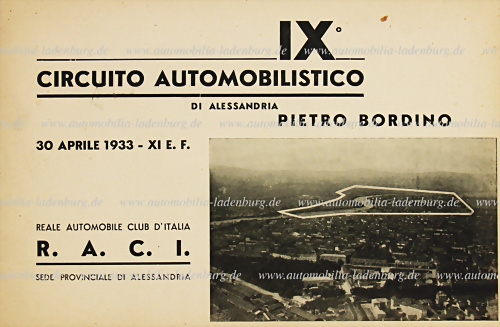 IX°
CIRCUITO AUTOMOBILISTICO
DI ALESSANDRIA
PIETRO BORDINO
30 APRILE 1933 - XI E. F.
REALE AUTOMOBILE CLUB D'ITALIA
R. A. C. I.
SEDE PROVINCIALE DI ALESSANDRIA
www.automobilia-ladenburg.de